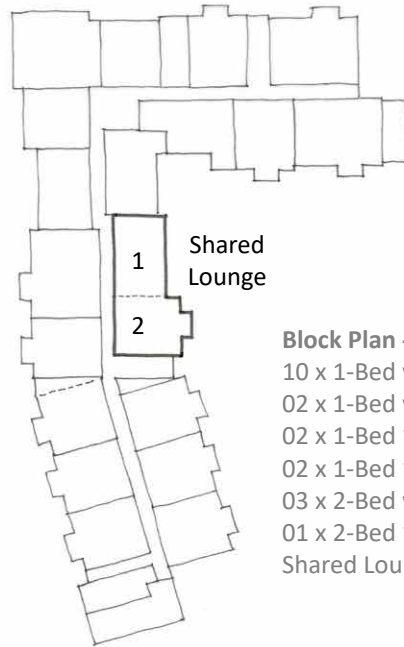 1
Shared
Lounge
2
Block Plan
10 x 1-Bed
02 x 1-Bed
02 x 1-Bed
02 x 1-Bed
03 x 2-Bed
01 x 2-Bed
Shared